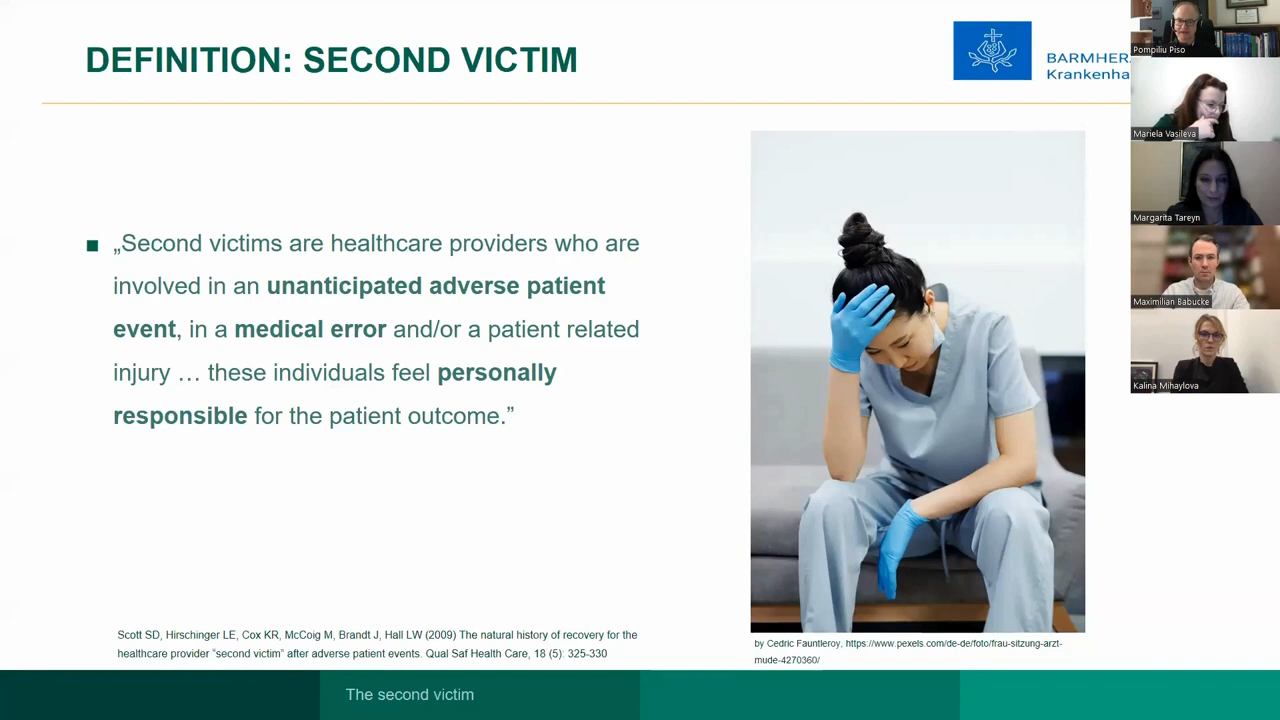 DEFINITION: SECOND VICTIM
BARMHER
Krankenha
■ „Second victims are healthcare providers who are
involved in an unanticipated adverse patient
event, in a medical error and/or a patient related
injury … these individuals feel personally
responsible for the patient outcome.”
Scott SD, Hirschinger LE, Cox KR, McCoig M, Brandt J, Hall LW (2009) The natural history of recovery for the
healthcare provider “second victim” after adverse patient events. Qual Saf Health Care, 18 (5): 325-330
by Cedric Fauntleroy, https://www.pexels.com/de-de/foto/frau-sitzung-arzt-
mude-4270360/
The second victim
Pompiliu Piso
Mariela Vasileva
Margarita Tareyn
Maximilian Babucke
Kalina Mihaylova